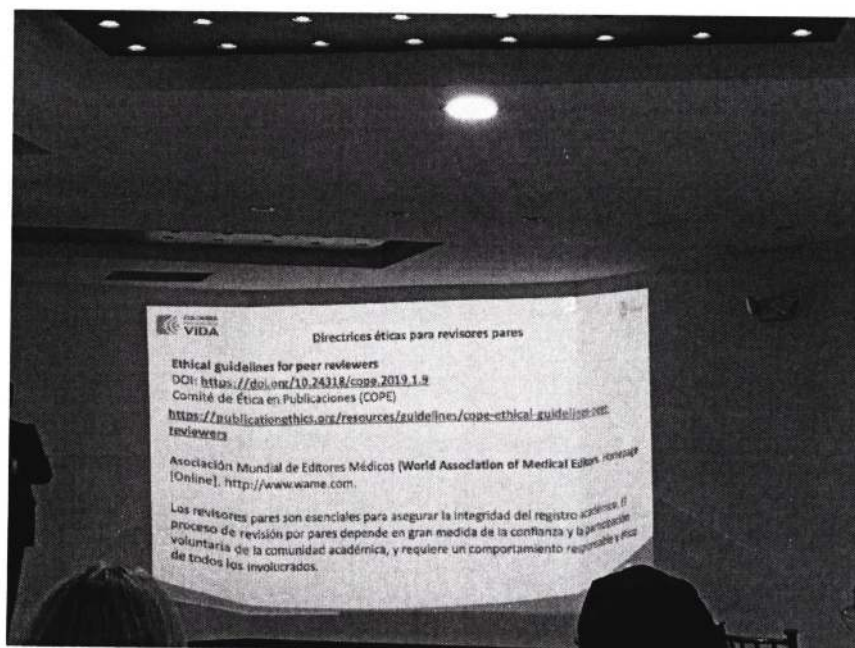 COLOMBIA
VIDA
Directrices éticas para revisores pares
Ethical guidelines for peer reviewers
DOI: https://doi.org/10.24318/cope.2019.1.9
Comité de Ética en Publicaciones (COPE)
https://publicationethics.org/resources/guidelines/cope-ethical-guidelines-peer
reviewers
Asociación Mundial de Editores Médicos (World Association of Medical Editors. Homepage
[Online]. http://www.wame.com.
Los revisores pares son esenciales para asegurar la integridad del registro académico. El
proceso de revisión por pares depende en gran medida de la confianza y la participación
voluntaria de la comunidad académica, y requiere un comportamiento responsable y ético
de todos los involucrados.